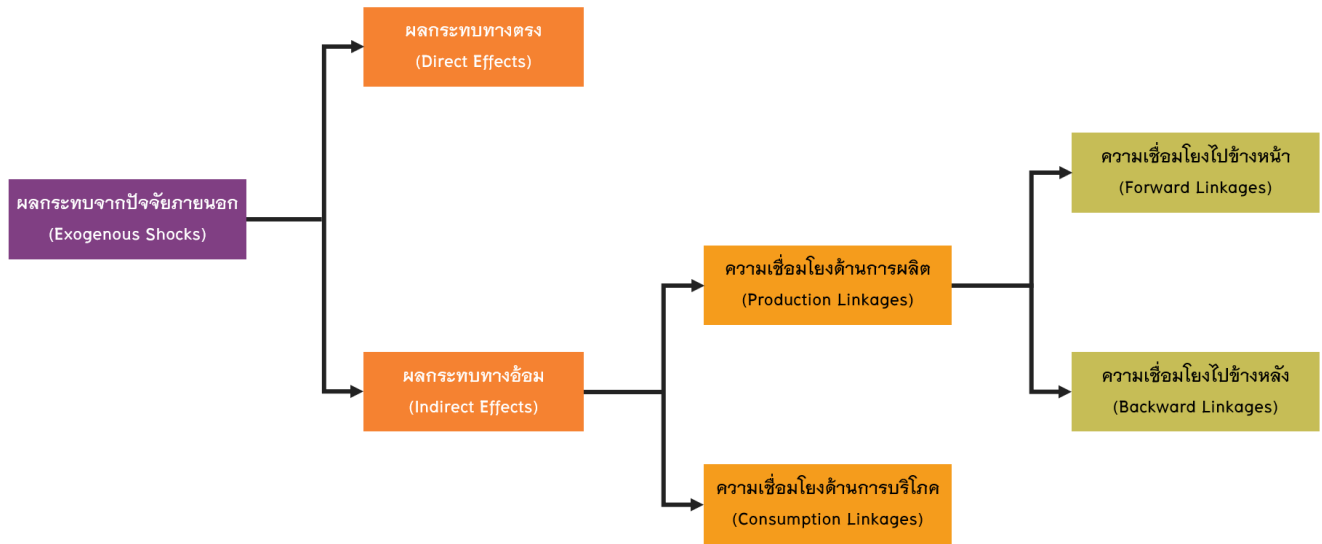 ผลกระทบจากปัจจัยภายนอก
(Exogenous Shocks)
ผลกระทบทางตรง
(Direct Effects)
ผลกระทบทางอ้อม
(Indirect Effects)
ความเชื่อมโยงด้านการผลิต
(Production Linkages)
ความเชื่อมโยงด้านการบริโภค
(Consumption Linkages)
ความเชื่อมโยงไปข้างหน้า
(Forward Linkages)
ความเชื่อมโยงไปข้างหลัง
(Backward Linkages)